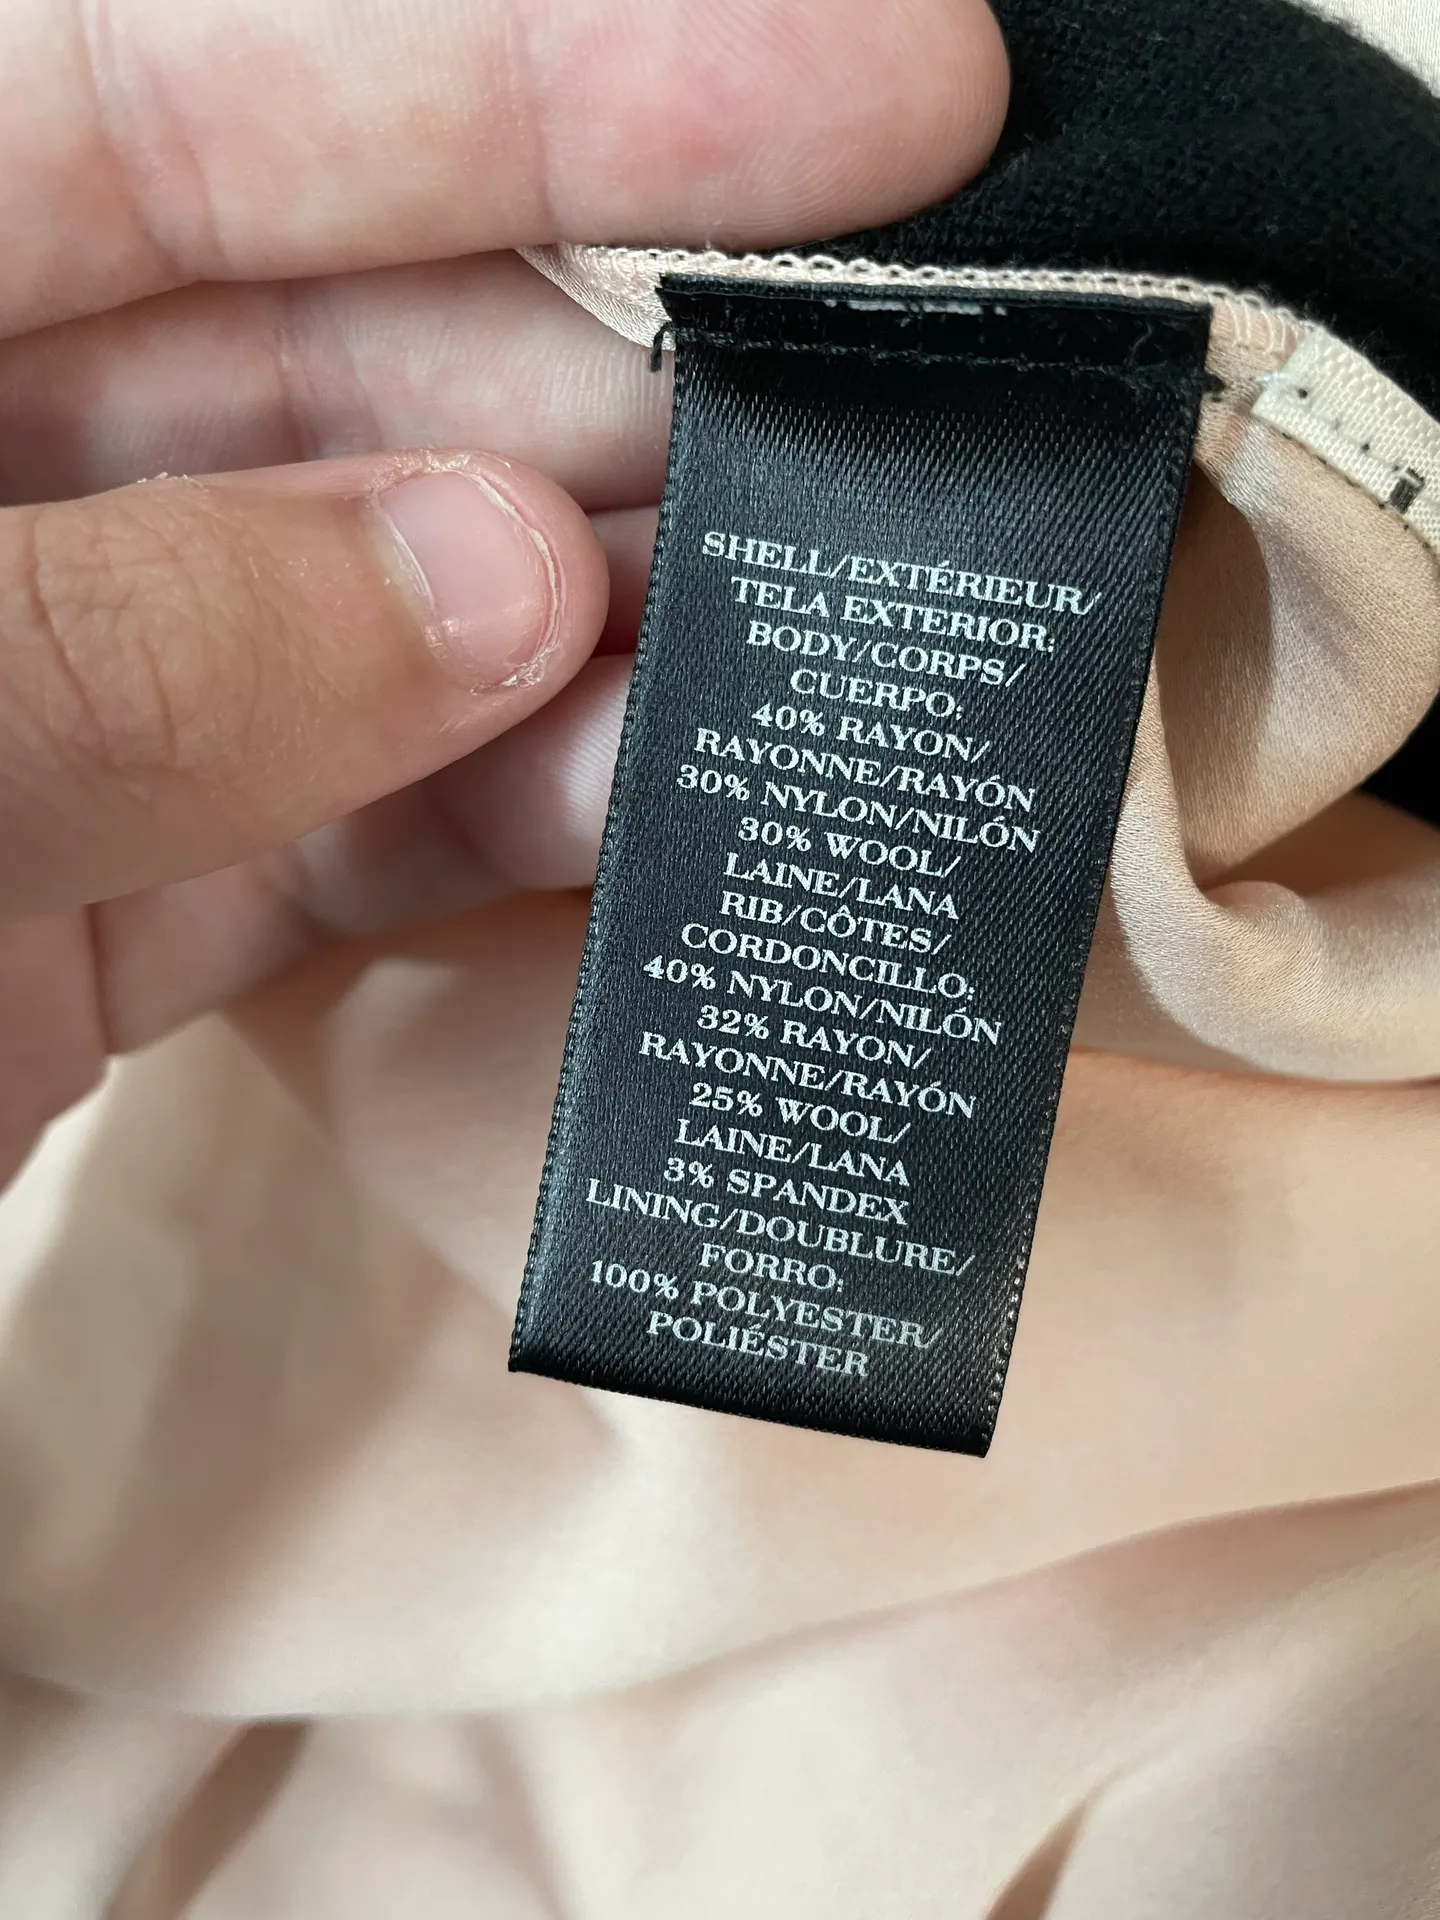 SHELL/EXTÉRIEUR/
TELA EXTERIOR:
BODY/CORPS/
CUERPO:
40% RAYON/
RAYONNE/RAYÓN
30% NYLON/NILÓN
30% WOOL/
LAINE/LANA
RIB/CÔTES/
CORDONCILLO:
40% NYLON/NILÓN
32% RAYON/
RAYONNE/RAYÓN
25% WOOL/
LAINE/LANA
3% SPANDEX
LINING/DOUBLURE/
FORRO:
100% POLYESTER/
POLIÉSTER